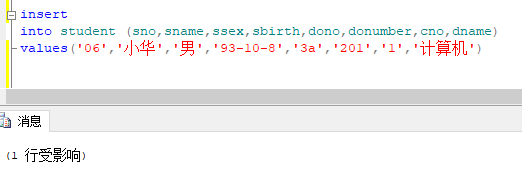 insert
into student (sno,sname,ssex,sbirth,dono,donumber,cno,dname)
values('06','小华','男','93-10-8','3a','201','1','计算机')
消息
(1 行受影响)